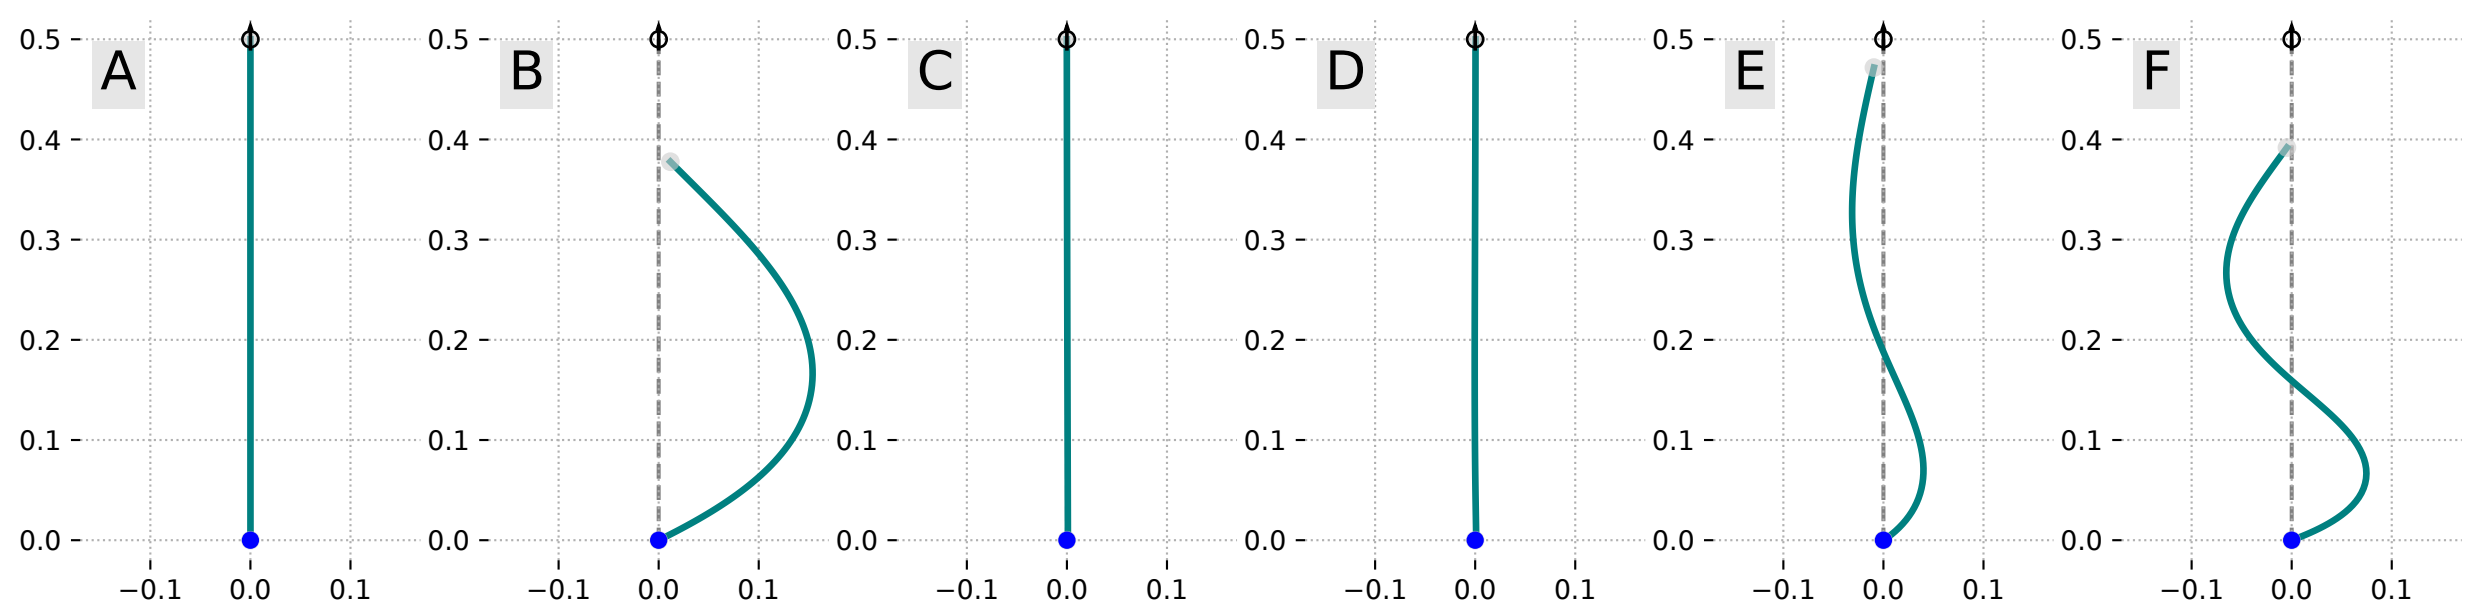 A B C D E F
0.5 0.5 0.5 0.5 0.5 0.5
0.4 0.4 0.4 0.4 0.4 0.4
0.3 0.3 0.3 0.3 0.3 0.3
0.2 0.2 0.2 0.2 0.2 0.2
0.1 0.1 0.1 0.1 0.1 0.1
0.0 0.0 0.0 0.0 0.0 0.0
−0.1 0.0 0.1 −0.1 0.0 0.1 −0.1 0.0 0.1 −0.1 0.0 0.1 −0.1 0.0 0.1 −0.1 0.0 0.1